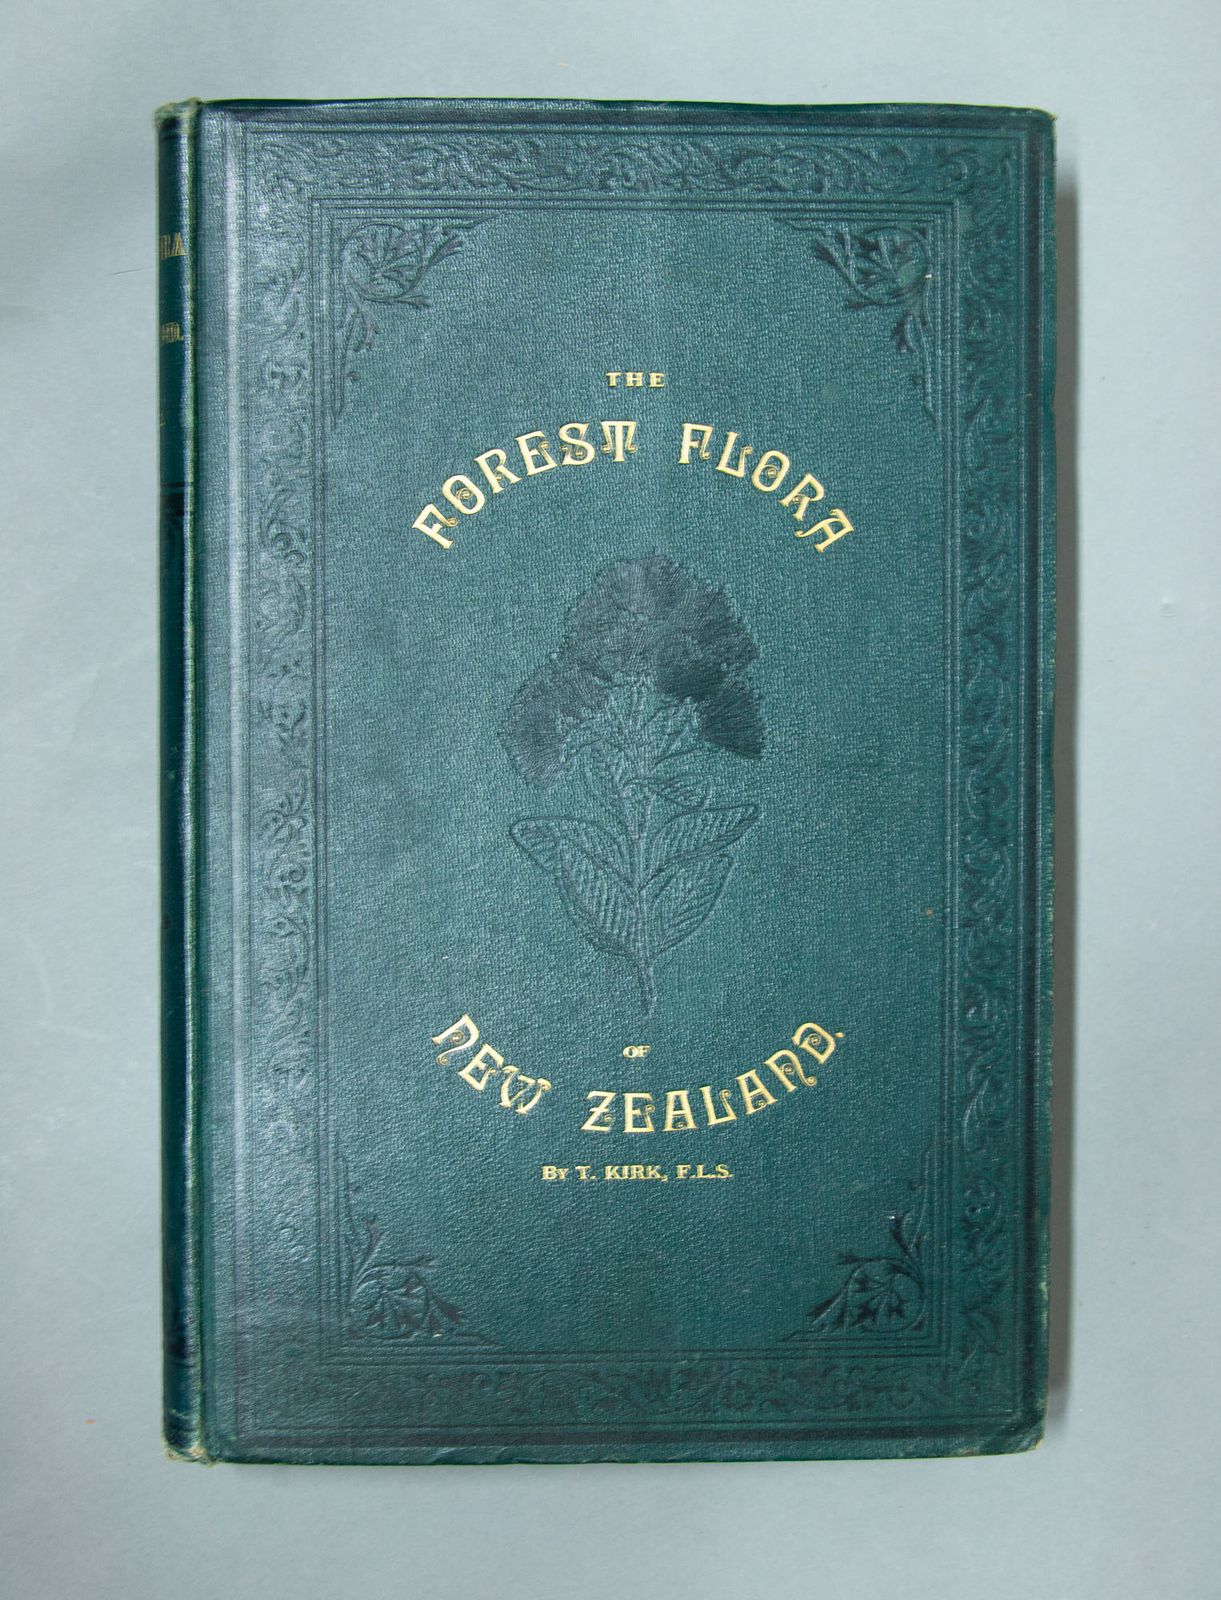 THE
FOREST FLORA
OF
NEW ZEALAND.
BY T. KIRK, F.L.S.